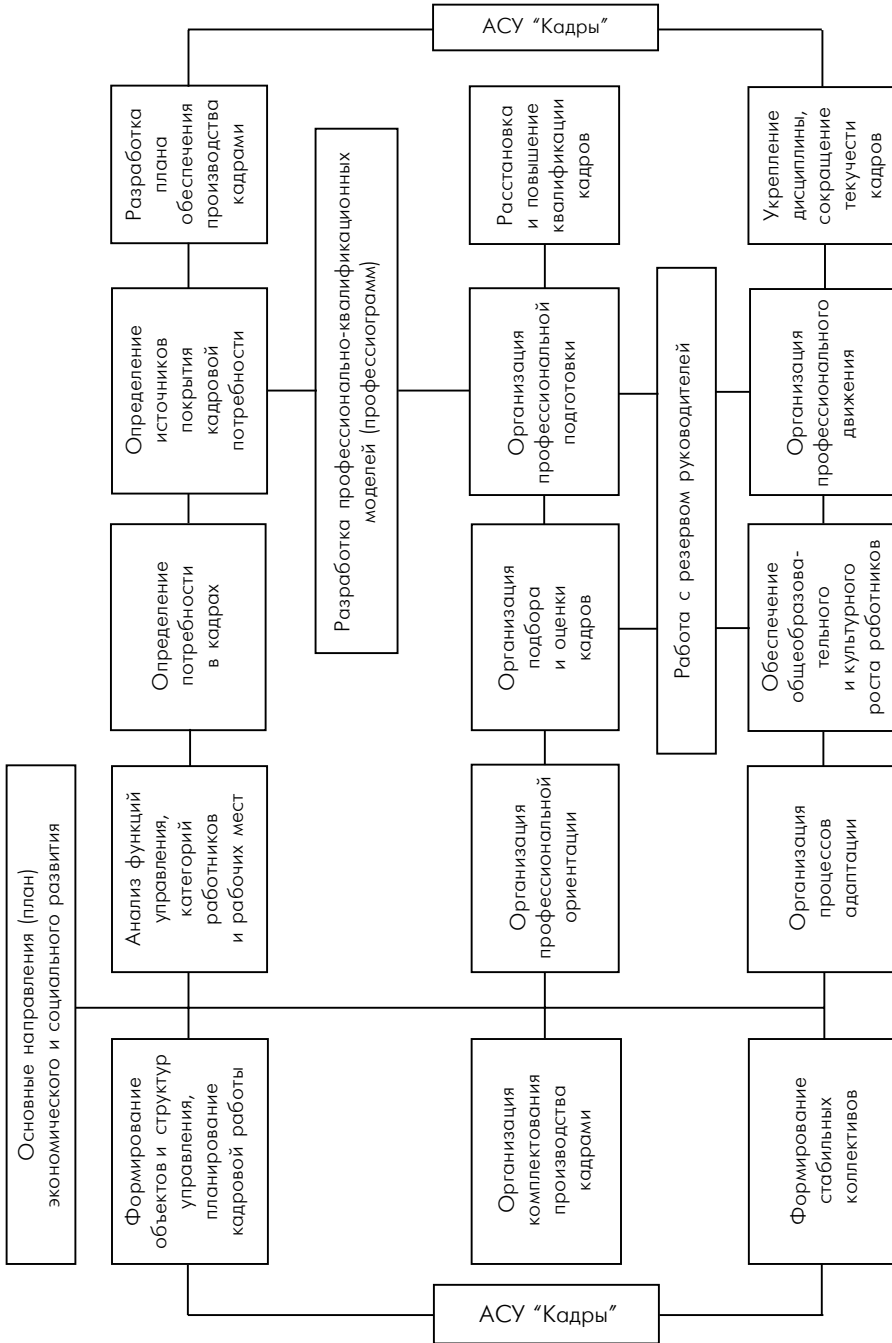 Основные направления (план)
экономического и социального развития
АСУ “Кадры”
Формирование
объектов и структур
управления,
планирование
кадровой работы
Анализ функций
управления,
категорий
работников
и рабочих мест
Определение
потребности
в кадрах
Определение
источников
покрытия
кадровой
потребности
Разработка
плана
обеспечения
производства
кадрами
АСУ “Кадры”
Разработка профессионально-квалификационных
моделей (профессиограмм)
Организация
комплектования
производства
кадрами
Организация
профессиональной
ориентации
Организация
подбора
и оценки
кадров
Организация
профессиональной
подготовки
Расстановка
и повышение
квалификации
кадров
Работа с резервом руководителей
Формирование
стабильных
коллективов
Организация
процессов
адаптации
Обеспечение
общеобразова-
тельного
и культурного
роста работников
Организация
профессионального
движения
Укрепление
дисциплины,
сокращение
текучести
кадров